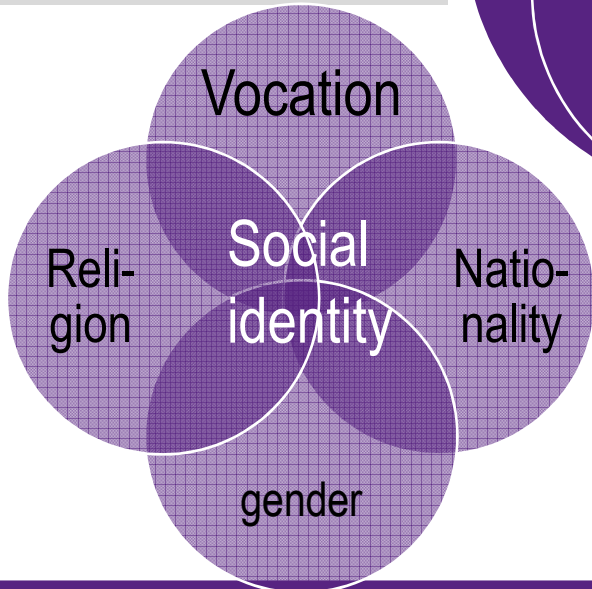 Vocation
Reli-
gion
Social
identity
Natio-
nality
gender